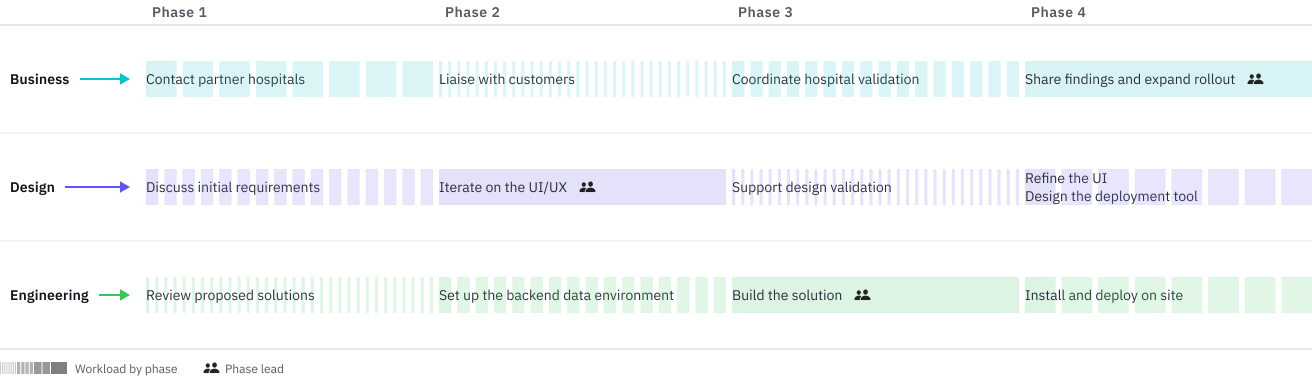 Phase 1
Phase 2
Phase 3
Phase 4
Business
Contact partner hospitals
Liaise with customers
Coordinate hospital validation
Share findings and expand rollout
Design
Discuss initial requirements
Iterate on the UI/UX
Support design validation
Refine the UI
Design the deployment tool
Engineering
Review proposed solutions
Set up the backend data environment
Build the solution
Install and deploy on site
Workload by phase
Phase lead